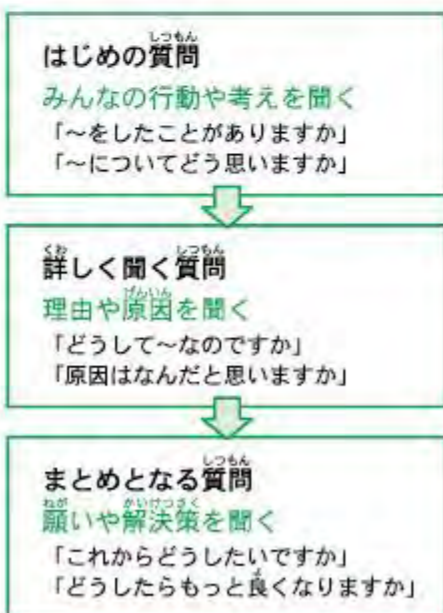 はじめの質問
みんなの行動や考えを聞く
「〜をしたことがありますか」
「〜についてどう思いますか」
詳しく聞く質問
理由や原因を聞く
「どうして〜なのですか」
「原因はなんだと思いますか」
まとめとなる質問
願いや解決策を聞く
「これからどうしたいですか」
「どうしたらもっと良くなりますか」